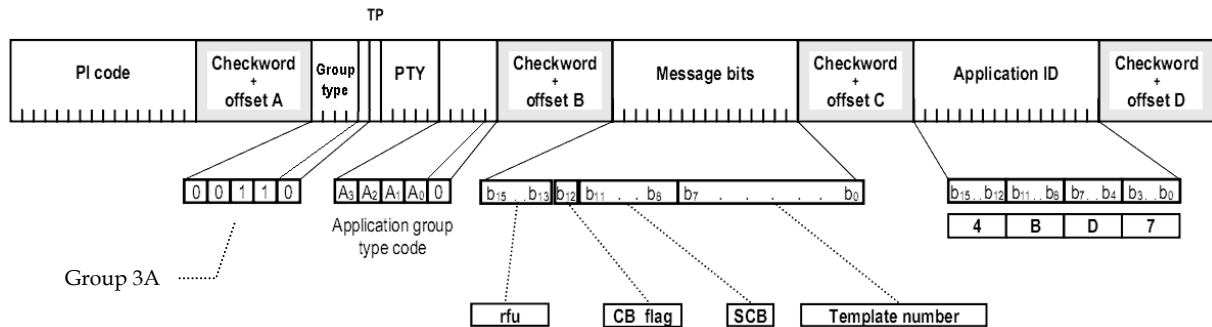 TP
PI code
Checkword + offset A
Group type
PTY
Checkword + offset B
Message bits
Checkword + offset C
Application ID
Checkword + offset D
0 0 1 1 0
A3 A2 A1 A0 0
b15 . . b13 b12 b11 . . b8 b7 . . . . . b0
b15 . . b12 b11 . . b8 b7 . . b4 b3 . . b0
4 B D 7
Application group
type code
Group 3A
rfu
CB flag
SCB
Template number